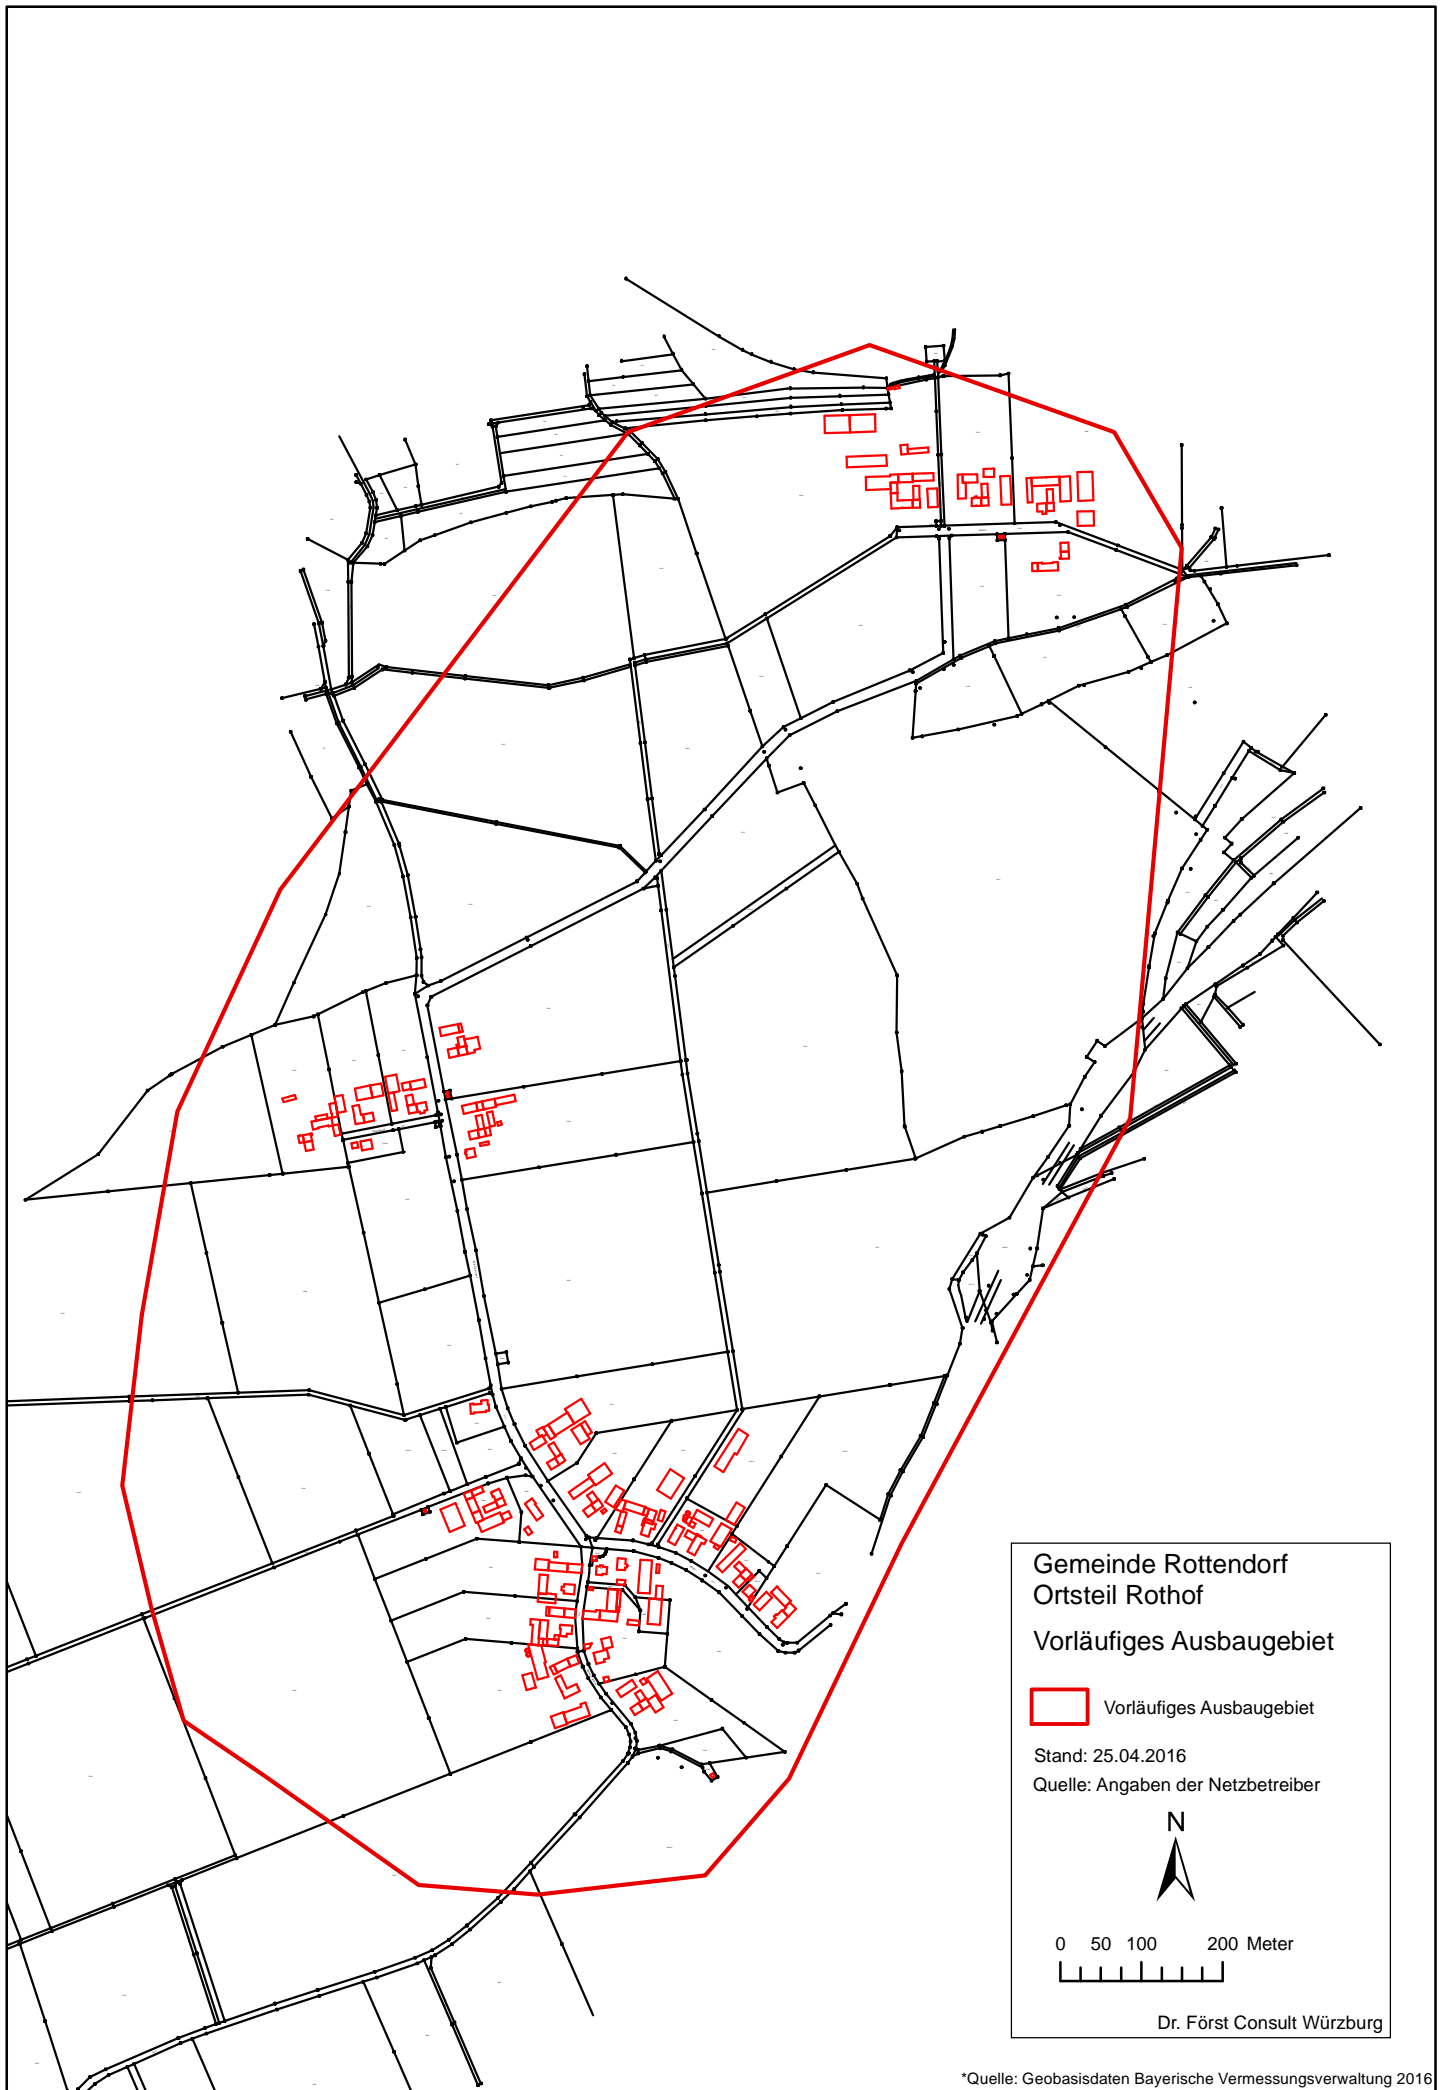 Gemeinde Rottendorf
Ortsteil Rothof
Vorläufiges Ausbaugebiet
Vorläufiges Ausbaugebiet
Stand: 25.04.2016
Quelle: Angaben der Netzbetreiber
N
0 50 100 200 Meter
Dr. Först Consult Würzburg
*Quelle: Geobasisdaten Bayerische Vermessungsverwaltung 2016